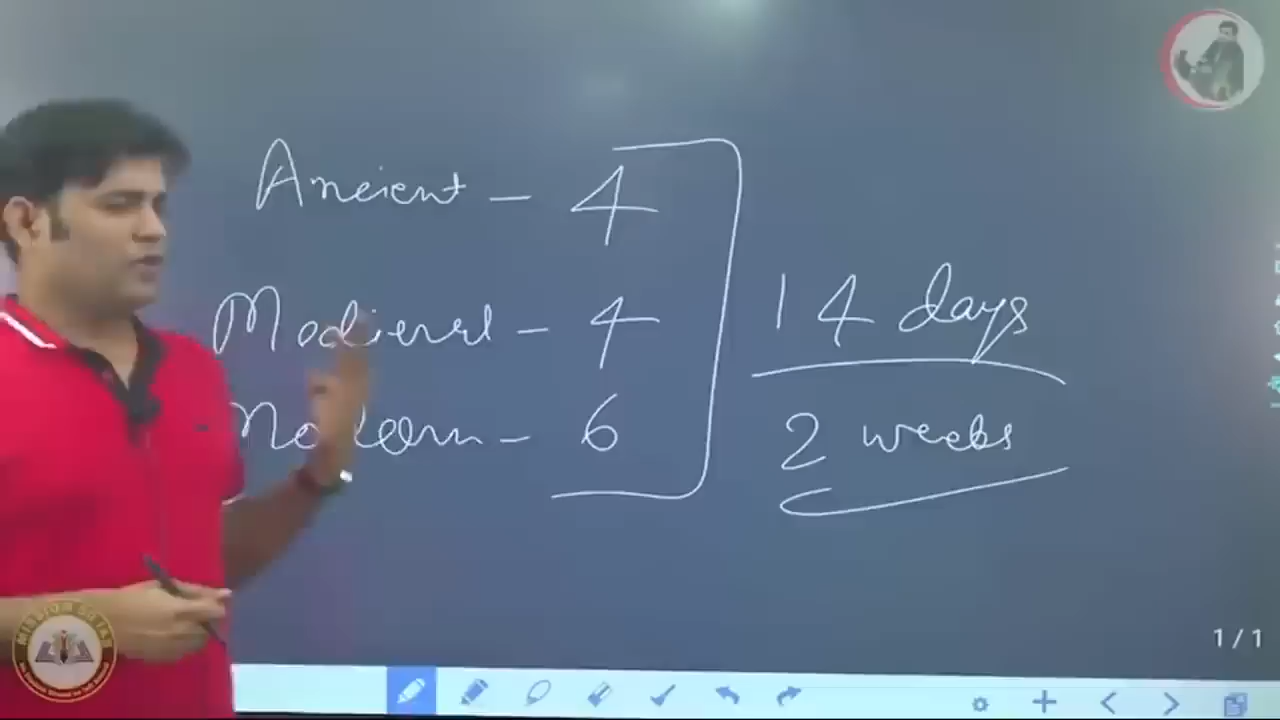 Ancient - 4
Medieval - 4
Modern - 6
14 days
2 weeks
1 / 1